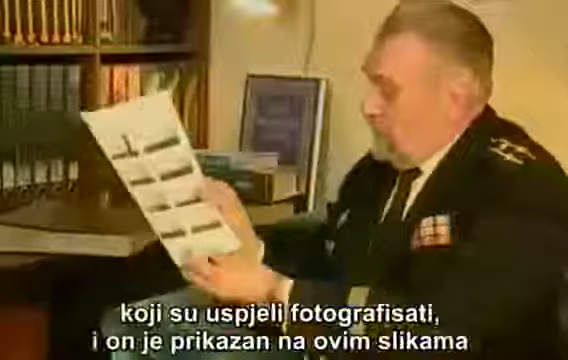 koji su uspjeli fotografisati,
i on je prikazan na ovim slikama